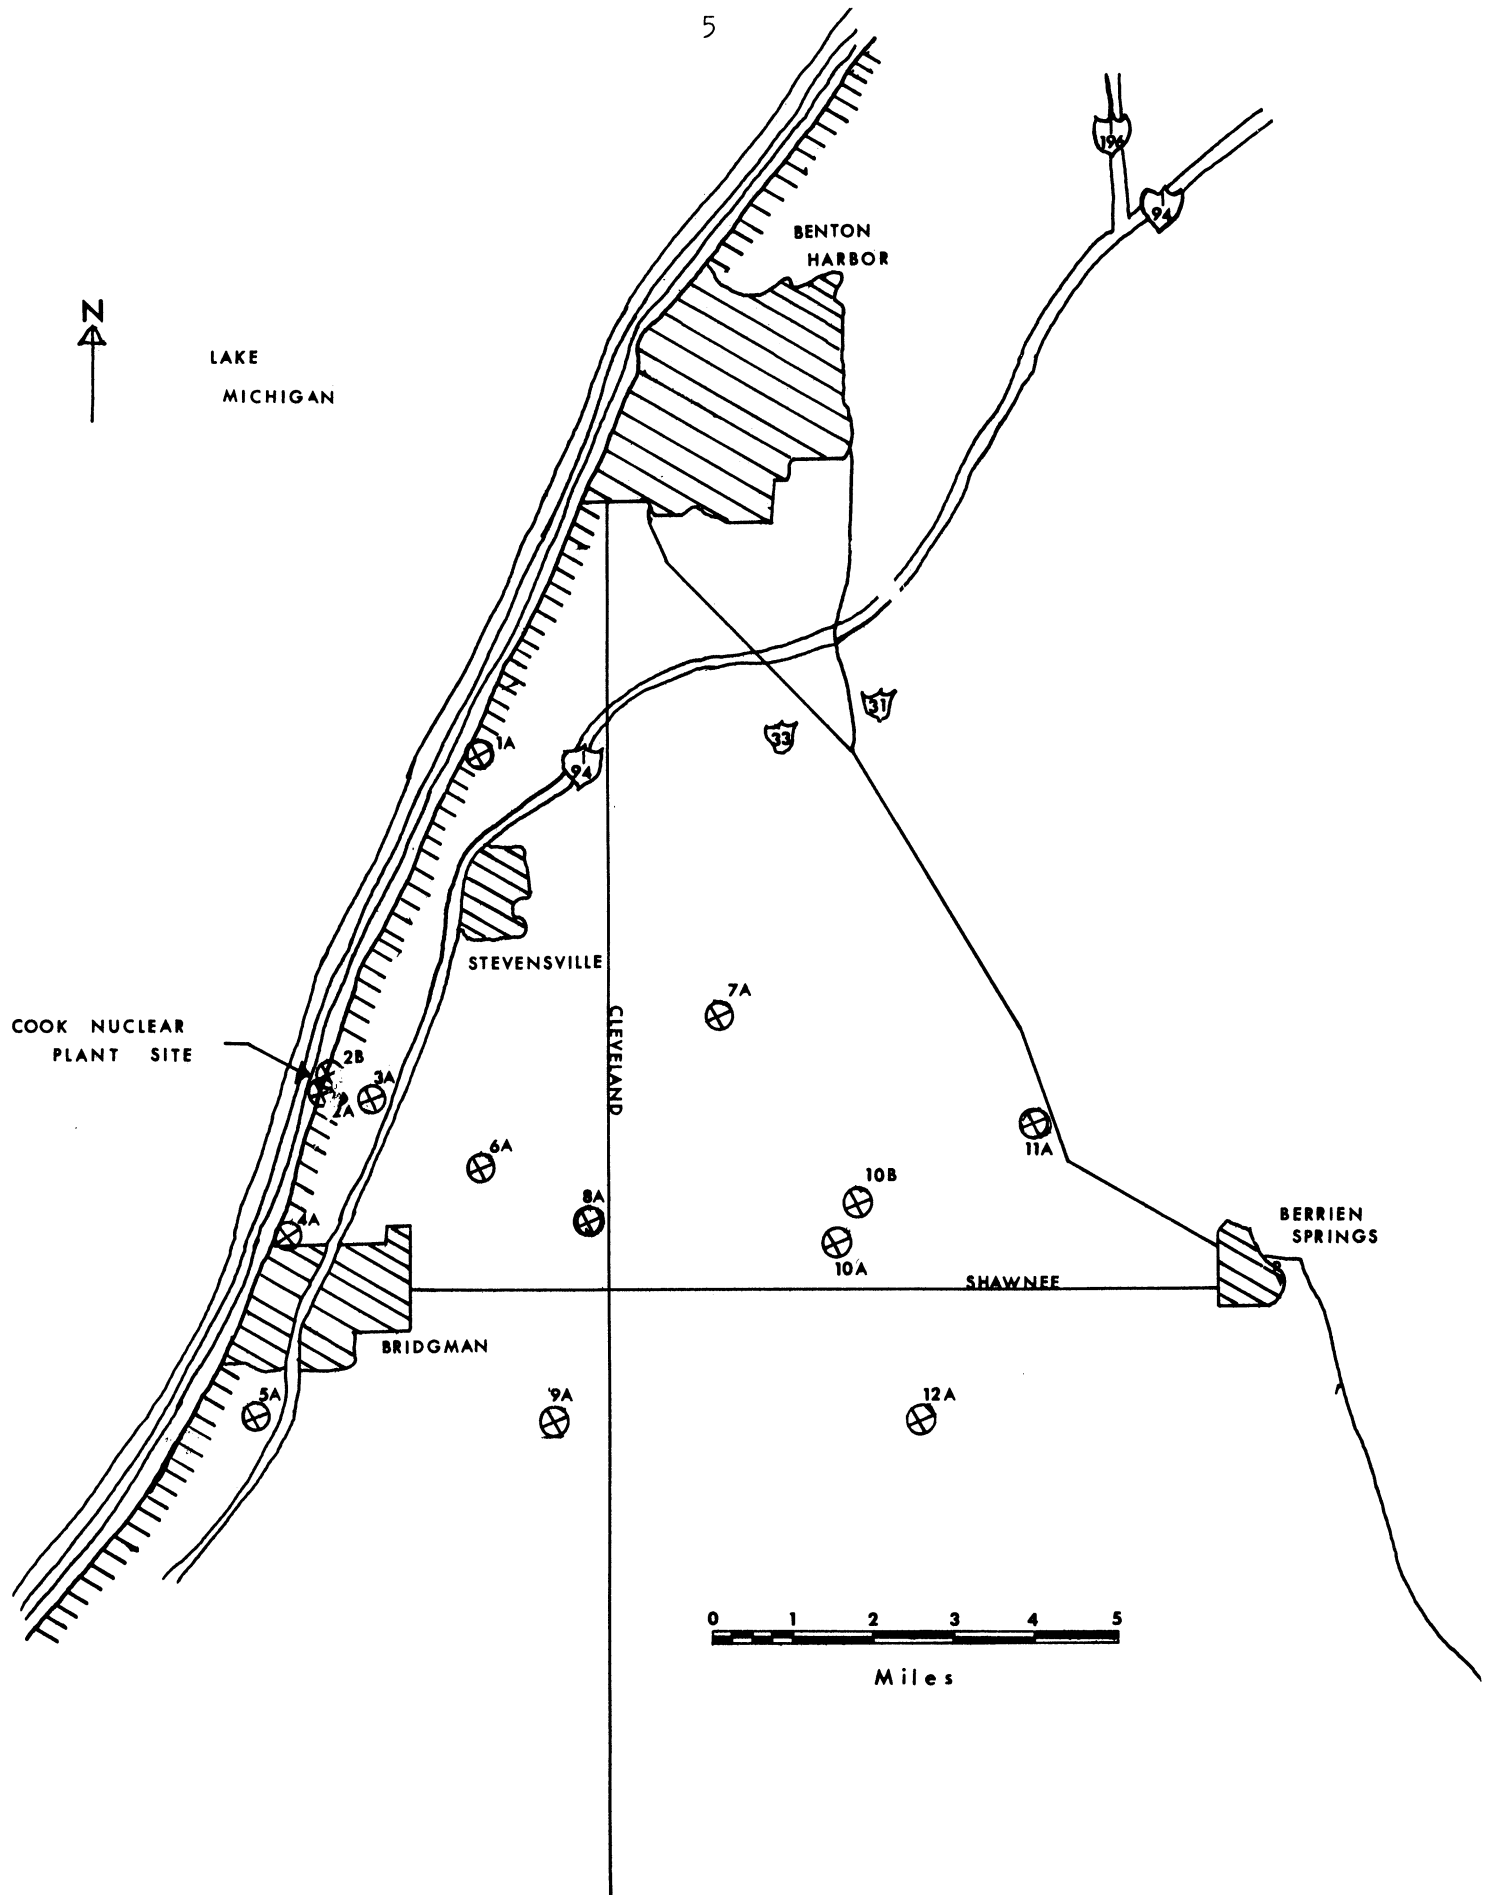 5
196
94
BENTON
HARBOR
N
LAKE
MICHIGAN
31
33
1A
94
STEVENSVILLE
7A
CLEVELAND
COOK NUCLEAR
PLANT SITE
2B
3A
2A
11A
6A
10B
8A
4A
BERRIEN
SPRINGS
10A
SHAWNEE
BRIDGMAN
5A
9A
12A
0 1 2 3 4 5
Miles